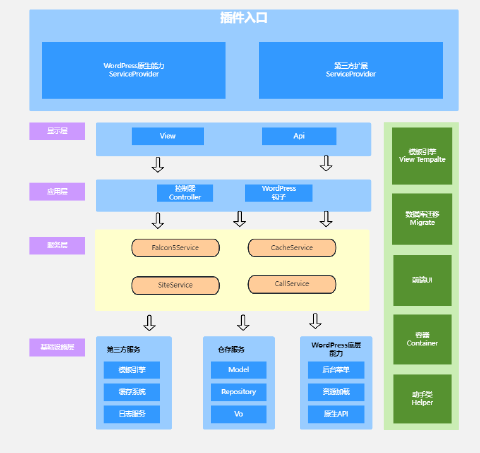 插件入口
WordPress原生能力
ServiceProvider
第三方扩展
ServiceProvider
显示层
View
Api
应用层
控制器
Controller
WordPress
钩子
服务层
Falcon5Service
CacheService
SiteService
CallService
基础设施层
第三方服务
模板引擎
缓存系统
日志服务
仓存服务
Model
Repository
Vo
WordPress底层
能力
后台菜单
资源加载
原生API
模板引擎
View Tempalte
数据库迁移
Migrate
前端UI
容器
Container
助手类
Helper